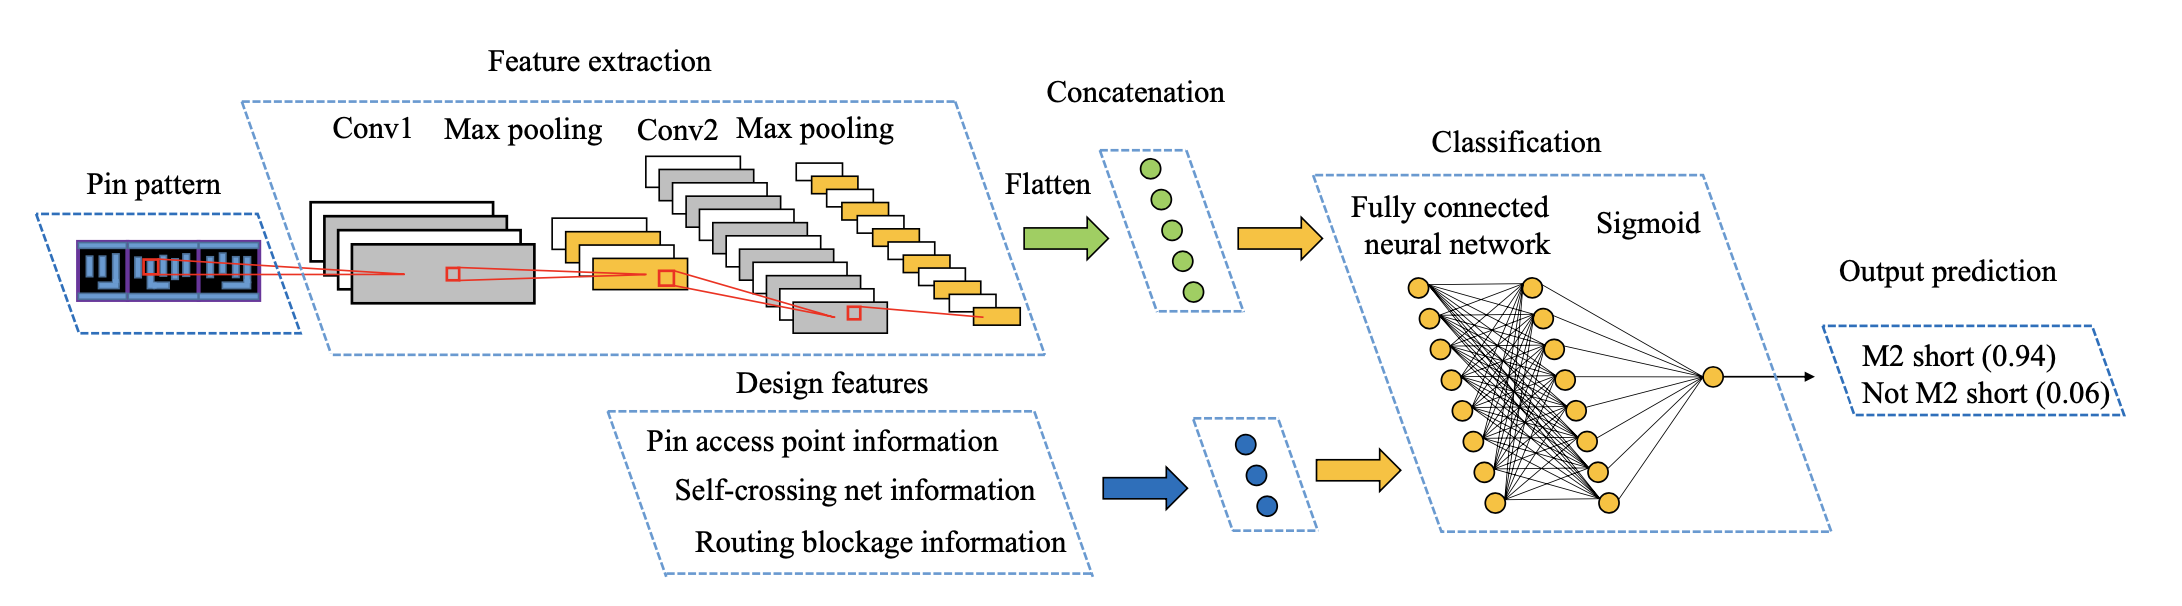 Feature extraction
Conv1
Max pooling
Conv2
Max pooling
Pin pattern
Flatten
Concatenation
Classification
Fully connected
neural network
Sigmoid
Output prediction
M2 short (0.94)
Not M2 short (0.06)
Design features
Pin access point information
Self-crossing net information
Routing blockage information